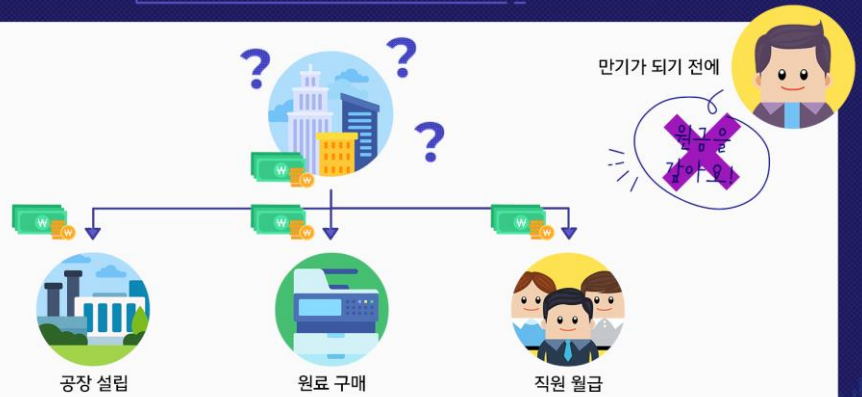 ?
?
?
만기가 되기 전에
원금을
갚아요!
₩
₩ ₩ ₩
공장 설립
원료 구매
직원 월급